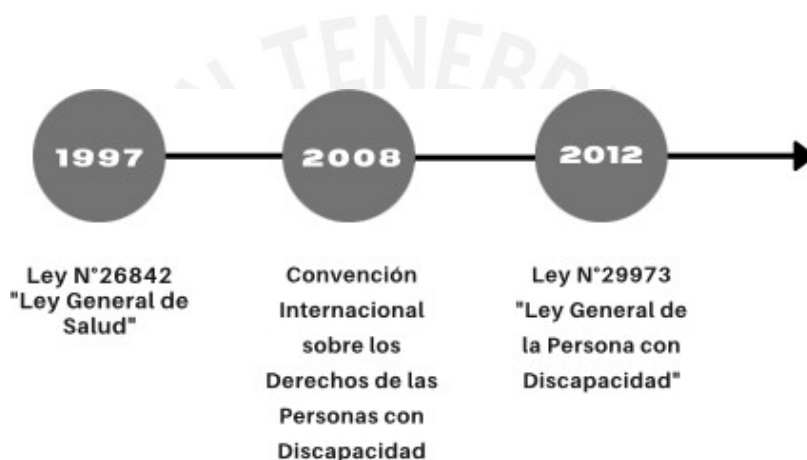 N TENEBR
1997
2008
2012
Ley N°26842
"Ley General de
Salud"
Convención
Internacional
sobre los
Derechos de las
Personas con
Discapacidad
Ley N°29973
"Ley General de
la Persona con
Discapacidad"